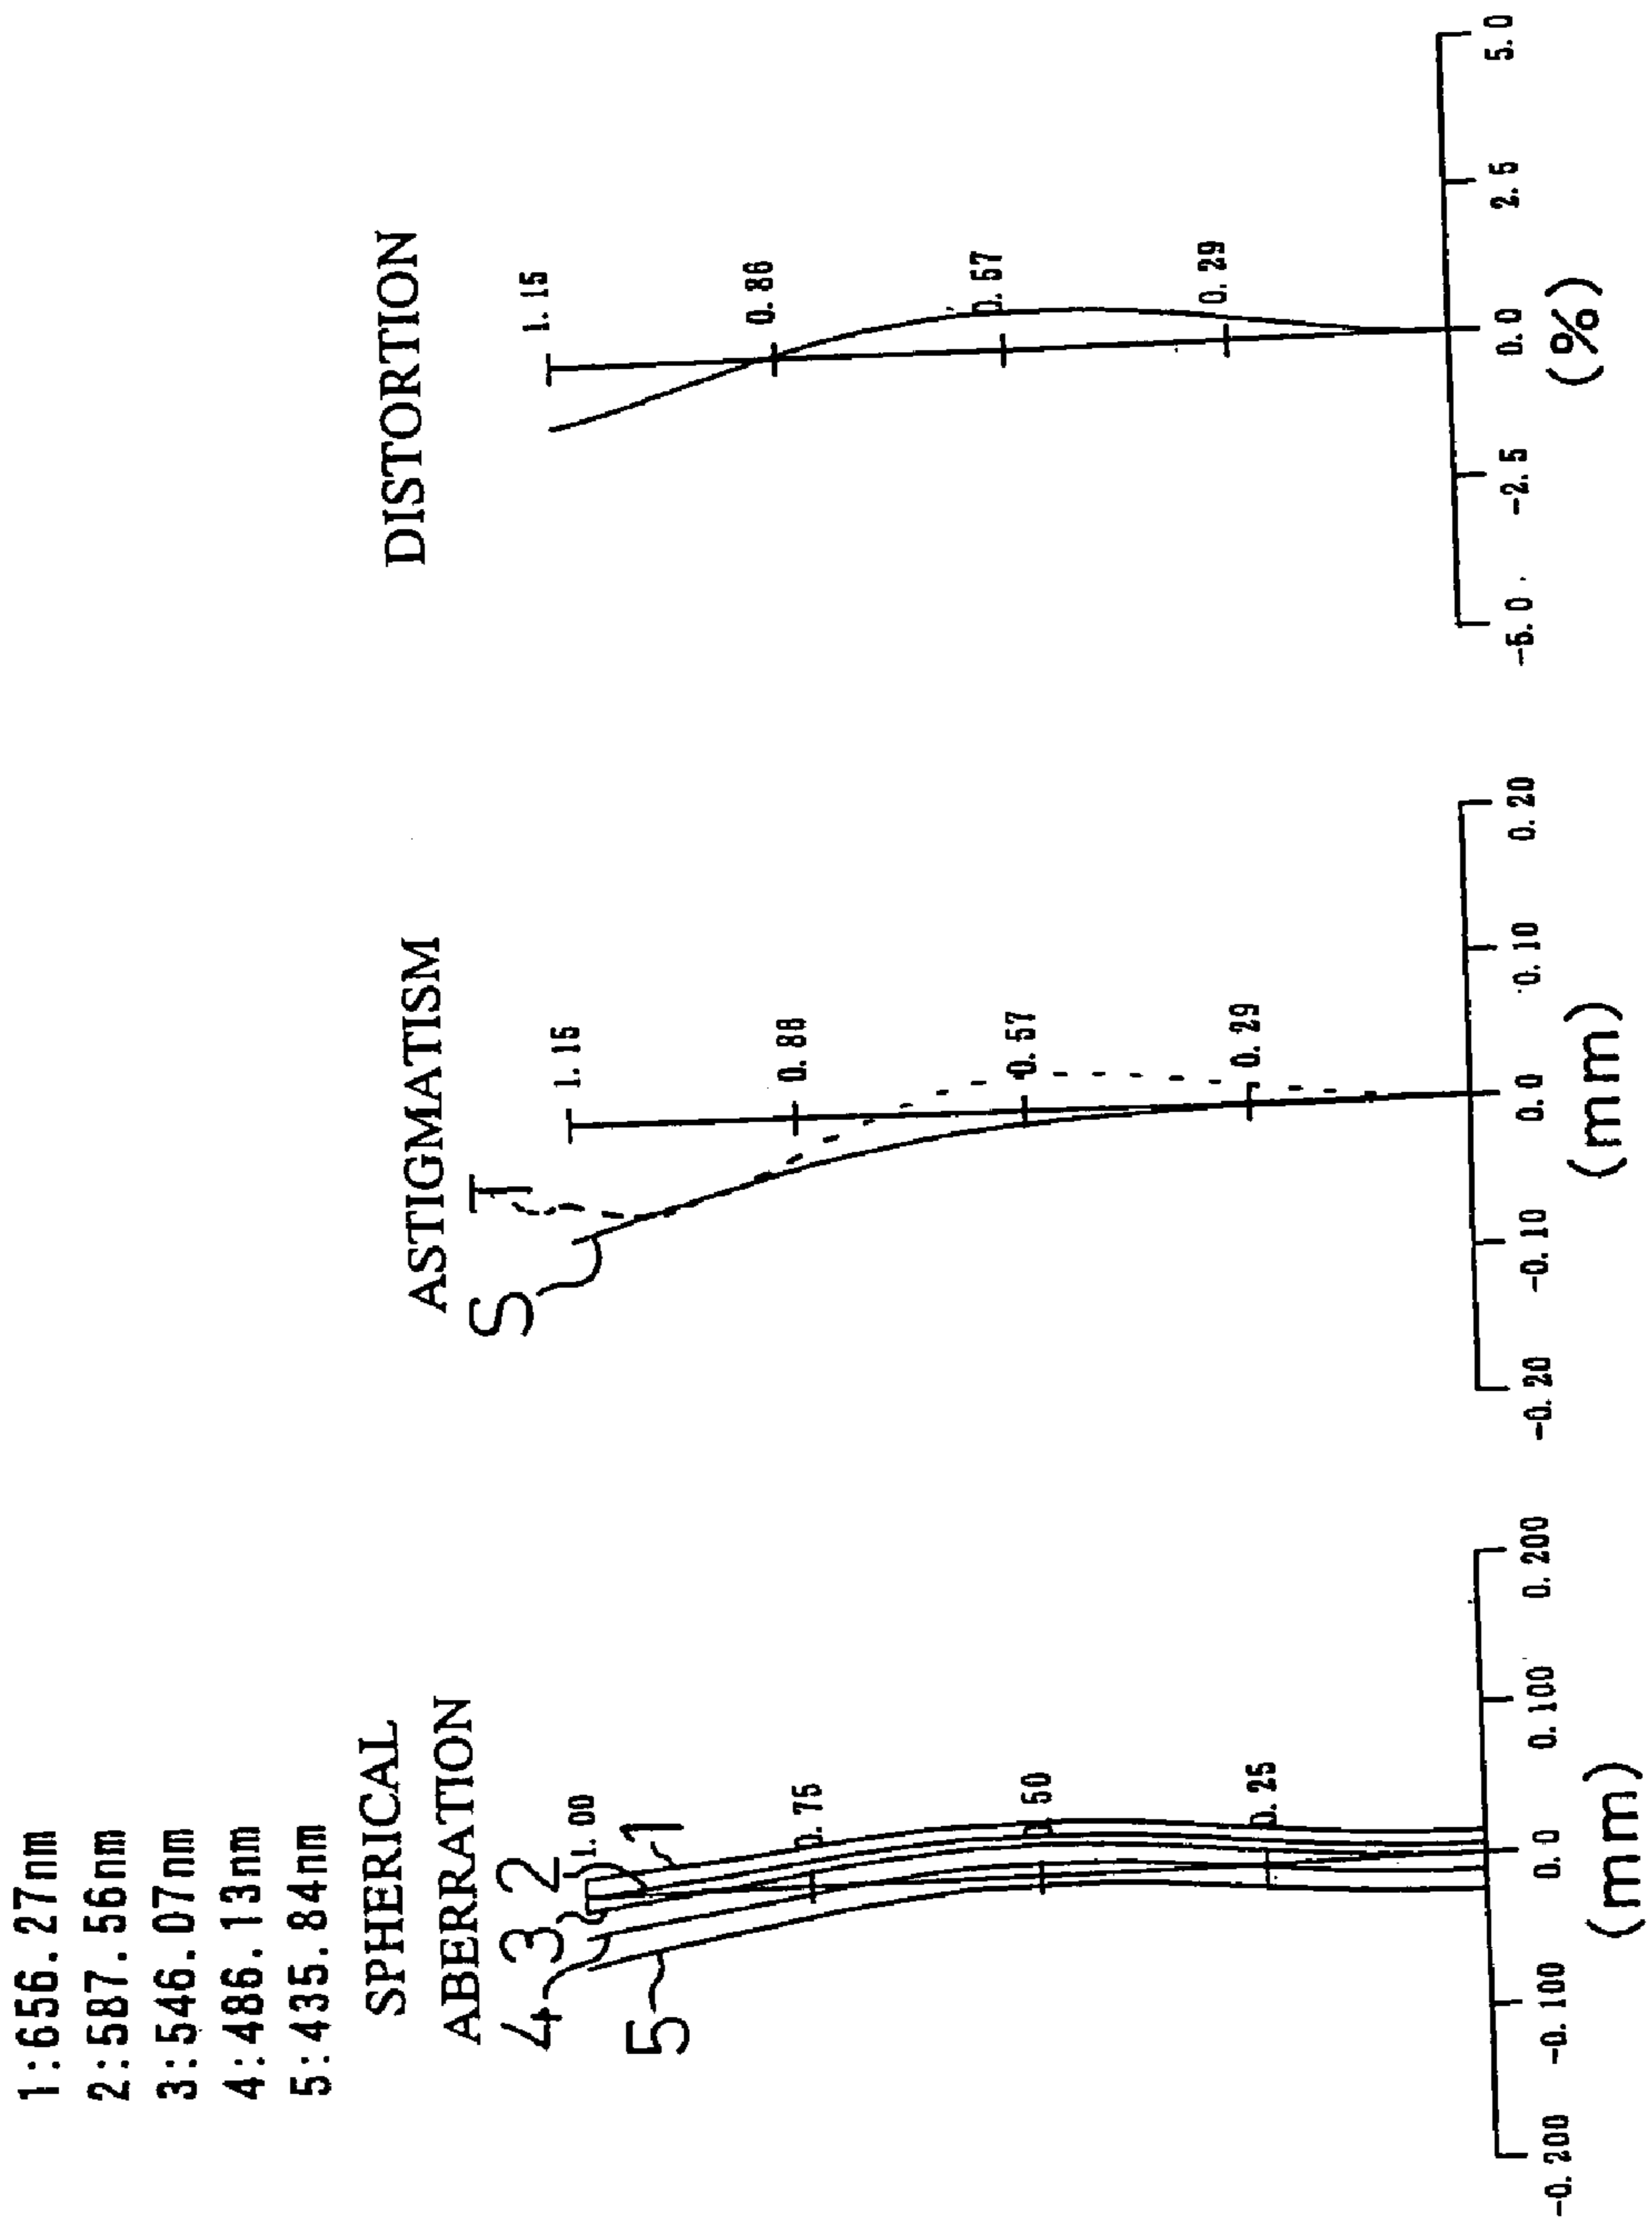 1:656.27nm
2:587.56nm
3:546.07nm
4:486.13nm
5:435.84nm
SPHERICAL
ABERRATION
4 3 2
1.00
5
1
0.75
0.50
0.25
-0.200 -0.100 0.0 0.100 0.200
(mm)
ASTIGMATISM
S T
1.15
0.88
0.57
0.29
-0.20 -0.10 0.0 0.10 0.20
(mm)
DISTORTION
1.15
0.86
0.57
0.29
-5.0 -2.5 0.0 2.5 5.0
(%)